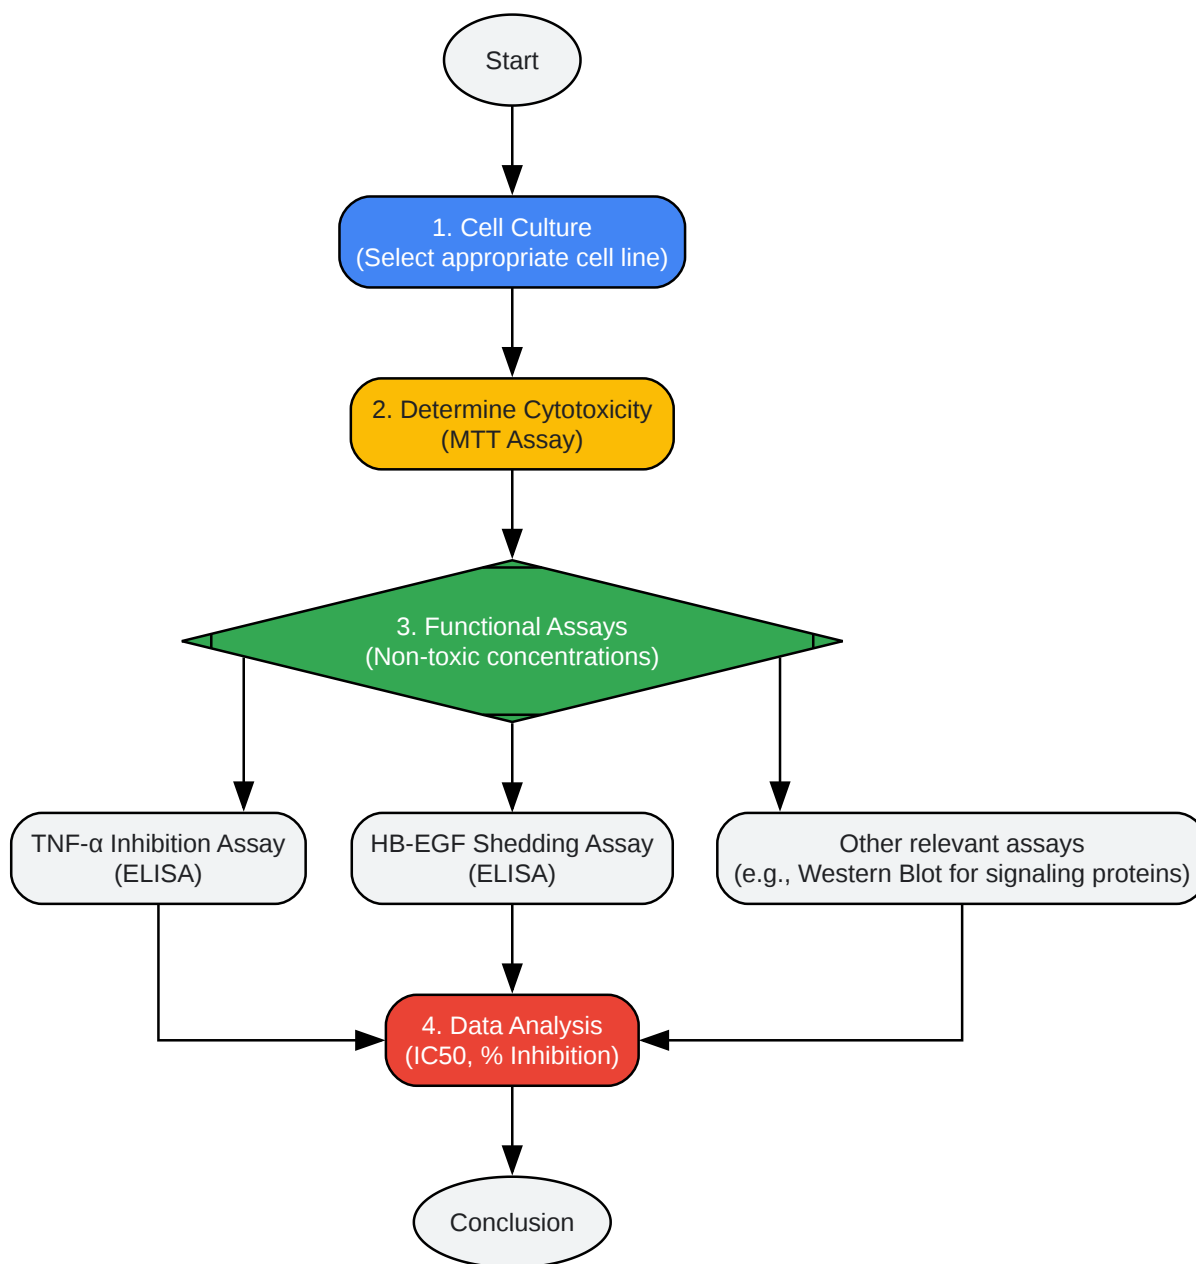 Start
1. Cell Culture
(Select appropriate cell line)
2. Determine Cytotoxicity
(MTT Assay)
3. Functional Assays
(Non-toxic concentrations)
TNF-α Inhibition Assay
(ELISA)
HB-EGF Shedding Assay
(ELISA)
Other relevant assays
(e.g., Western Blot for signaling proteins)
4. Data Analysis
(IC50, % Inhibition)
Conclusion